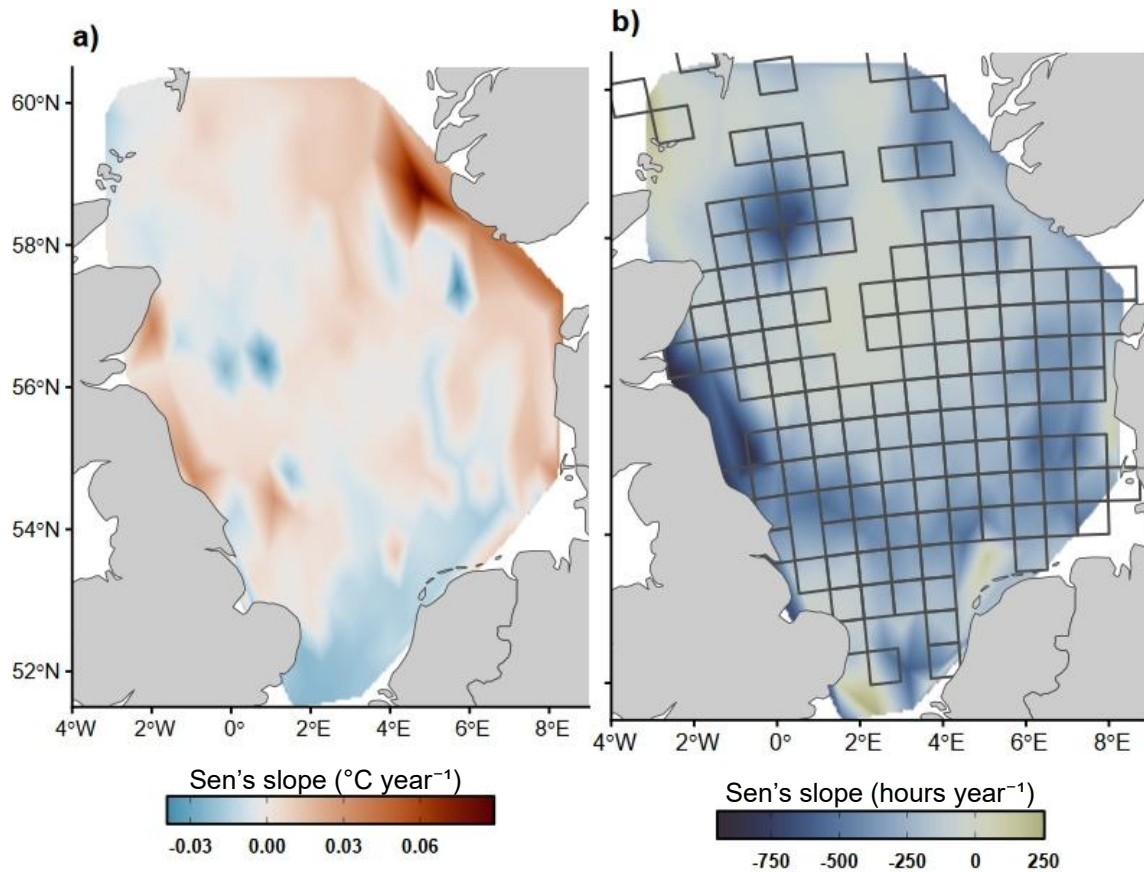 a)
b)
60°N
58°N
56°N
54°N
52°N
4°W 2°W 0° 2°E 4°E 6°E 8°E
4°W 2°W 0° 2°E 4°E 6°E 8°E
Sen's slope (°C year⁻¹)
-0.03 0.00 0.03 0.06
Sen's slope (hours year⁻¹)
-750 -500 -250 0 250